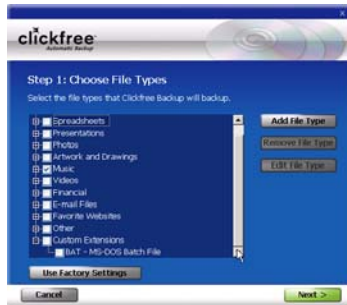 x
clickfree
Automatic Backup
Step 1: Choose File Types
Select the file types that Clickfree Backup will backup.
Spreadsheets
Presentations
Photos
Artwork and Drawings
Music
Videos
Financial
E-mail Files
Favorite Websites
Other
Custom Extensions
BAT - MS-DOS Batch File
Add File Type
Remove File Type
Edit File Type
Use Factory Settings
Cancel
Next >